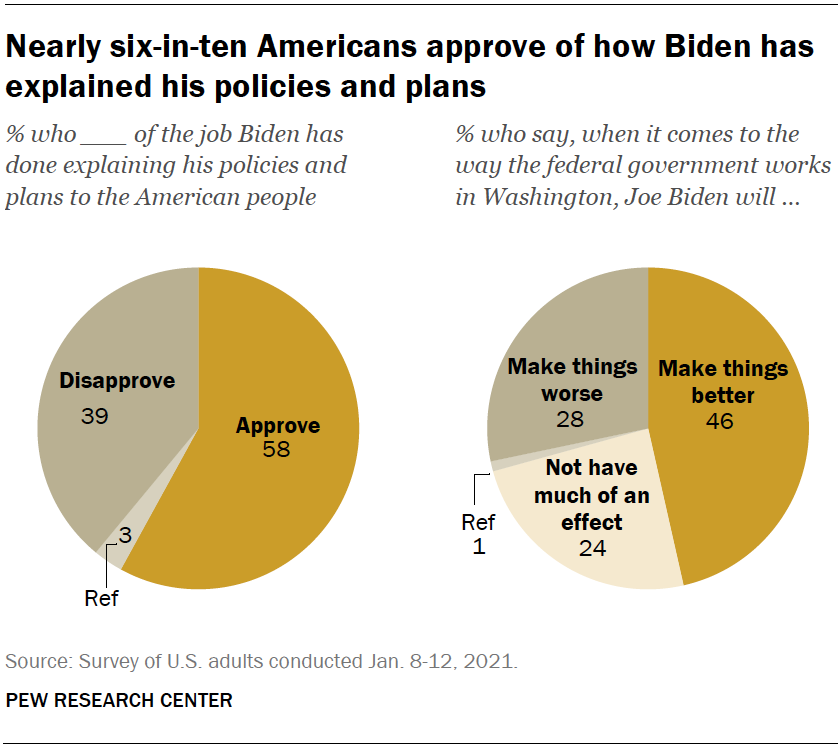 Nearly six-in-ten Americans approve of how Biden has
explained his policies and plans
% who ____ of the job Biden has
done explaining his policies and
plans to the American people
% who say, when it comes to the
way the federal government works
in Washington, Joe Biden will ...
Disapprove
39
Approve
58
3
Ref
Make things
worse
28
Make things
better
46
Not have
much of an
effect
24
Ref
1
Source: Survey of U.S. adults conducted Jan. 8-12, 2021.
PEW RESEARCH CENTER